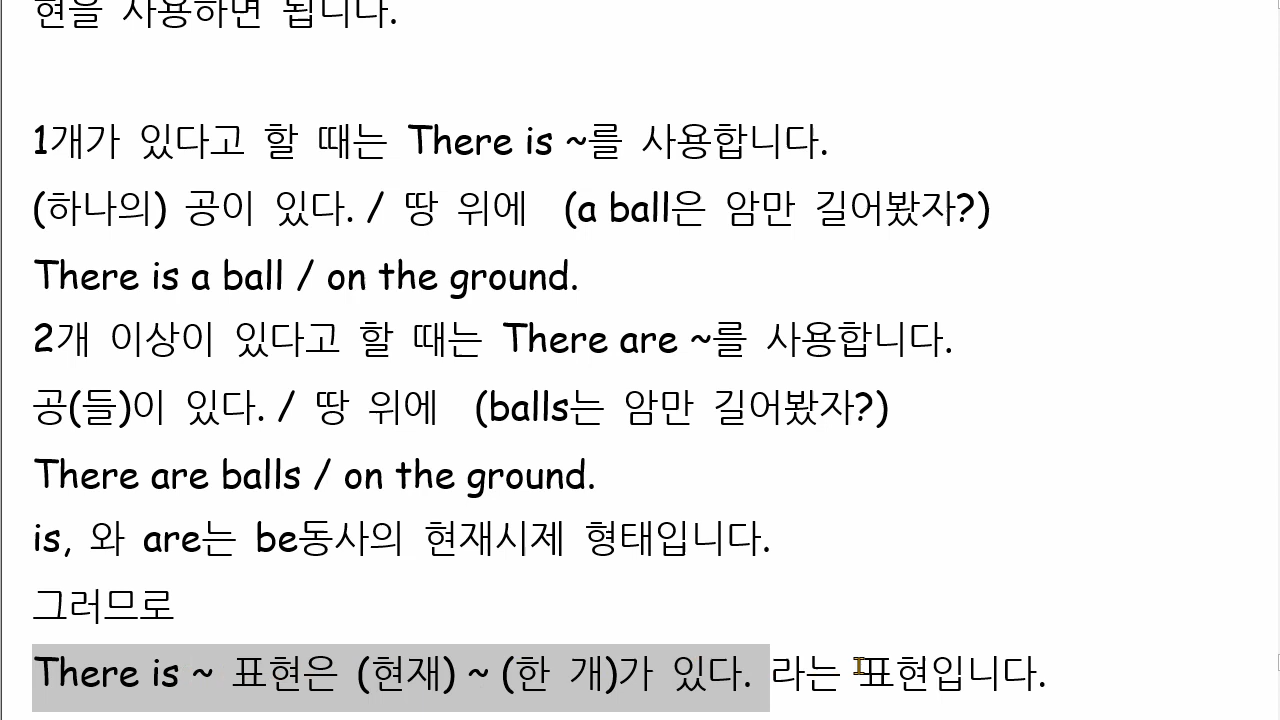 현을 사용하면 됩니다.
1개가 있다고 할 때는 There is ~를 사용합니다.
(하나의) 공이 있다. / 땅 위에 (a ball은 암만 길어봤자?)
There is a ball / on the ground.
2개 이상이 있다고 할 때는 There are ~를 사용합니다.
공(들)이 있다. / 땅 위에 (balls는 암만 길어봤자?)
There are balls / on the ground.
is, 와 are는 be동사의 현재시제 형태입니다.
그러므로
There is ~ 표현은 (현재) ~ (한 개)가 있다. 라는 표현입니다.